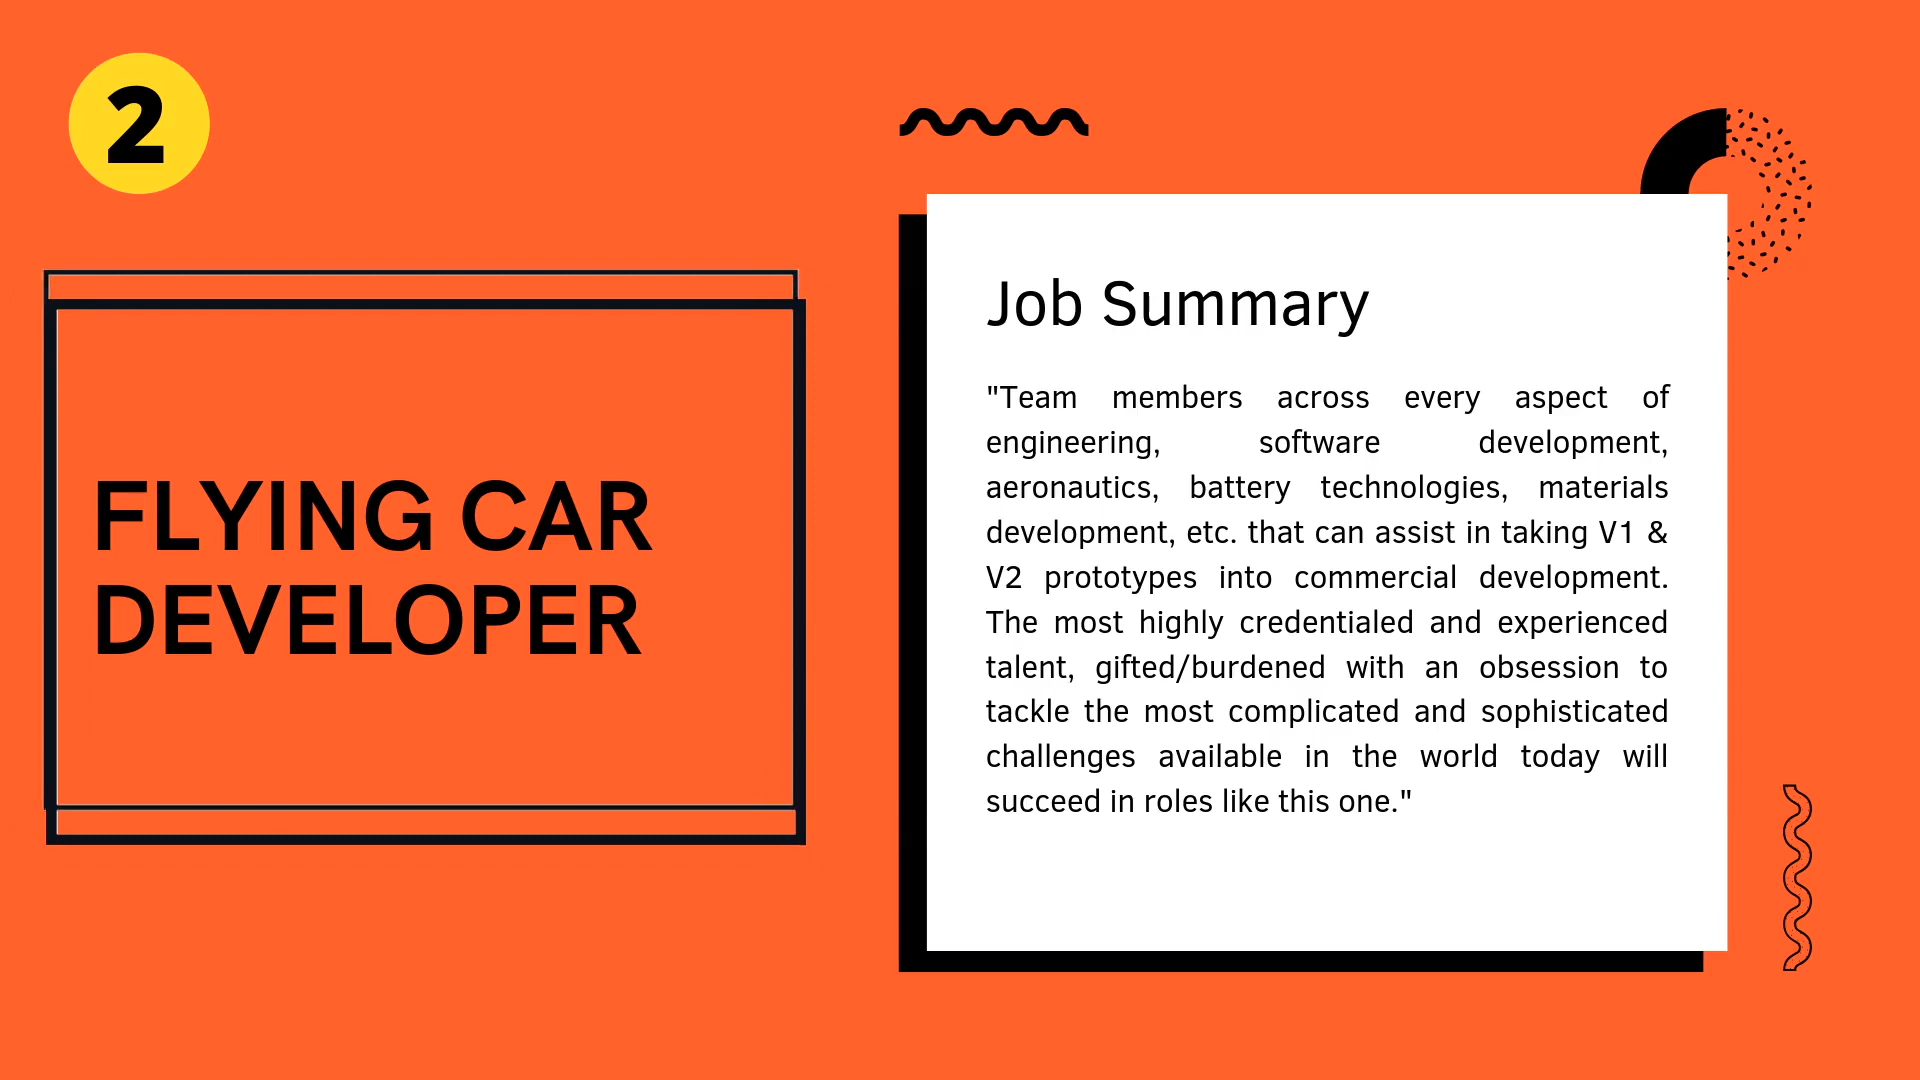 2
FLYING CAR
DEVELOPER
Job Summary
"Team members across every aspect of
engineering, software development,
aeronautics, battery technologies, materials
development, etc. that can assist in taking V1 &
V2 prototypes into commercial development.
The most highly credentialed and experienced
talent, gifted/burdened with an obsession to
tackle the most complicated and sophisticated
challenges available in the world today will
succeed in roles like this one."